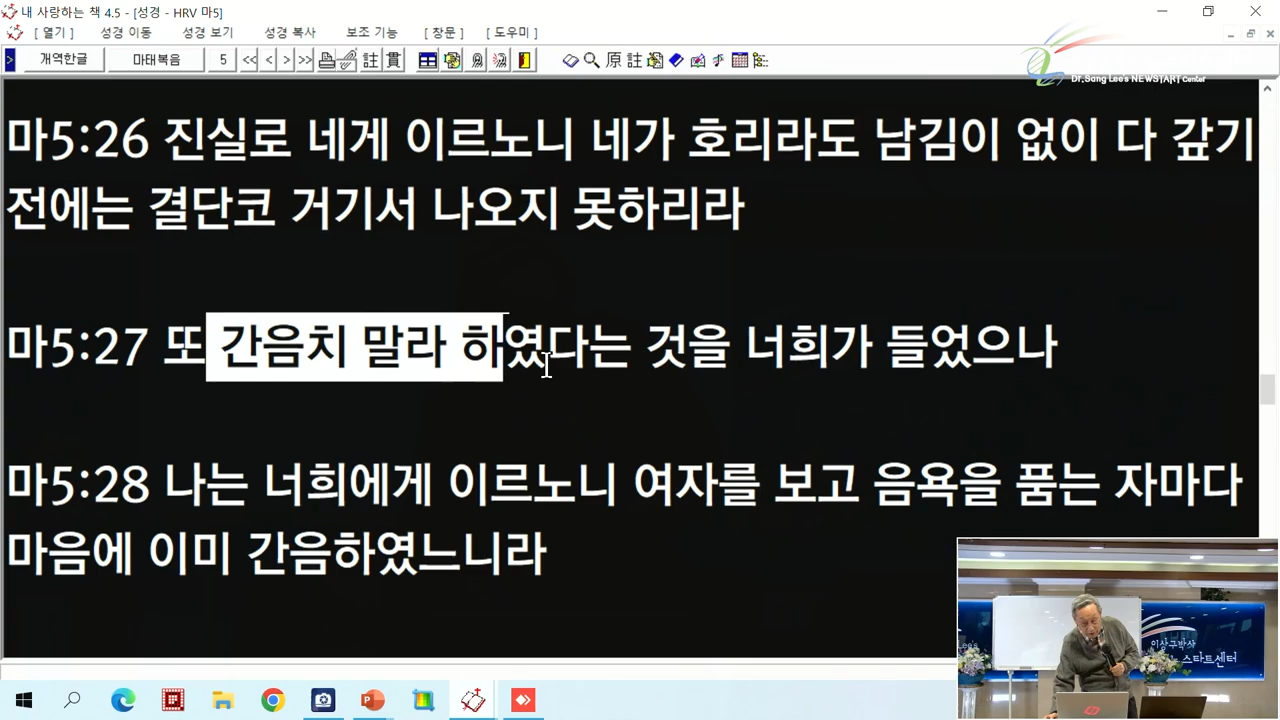 내 사랑하는 책 4.5 - [성경 - HRV 마5]
[ 열기 ] 성경 이동 성경 보기 성경 복사 보조 기능 [ 창문 ] [ 도우미 ]
> 개역한글 마태복음 5 << < > >> 註 貫 原 註
Dr.Sang Lee's NEWSTART Center
마5:26 진실로 네게 이르노니 네가 호리라도 남김이 없이 다 갚기
전에는 결단코 거기서 나오지 못하리라
마5:27 또 간음치 말라 하였다는 것을 너희가 들었으나
마5:28 나는 너희에게 이르노니 여자를 보고 음욕을 품는 자마다
마음에 이미 간음하였느니라
이상구박사
스타트센터